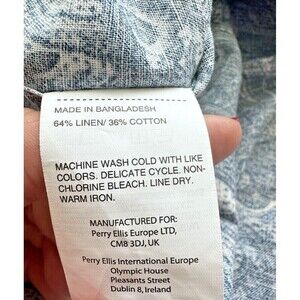 MADE IN BANGLADESH
64% LINEN/ 36% COTTON
MACHINE WASH COLD WITH LIKE
COLORS. DELICATE CYCLE. NON-
CHLORINE BLEACH. LINE DRY.
WARM IRON.
MANUFACTURED FOR:
Perry Ellis Europe LTD,
CM8 3DJ, UK
Perry Ellis International Europe
Olympic House
Pleasants Street
Dublin 8, Ireland